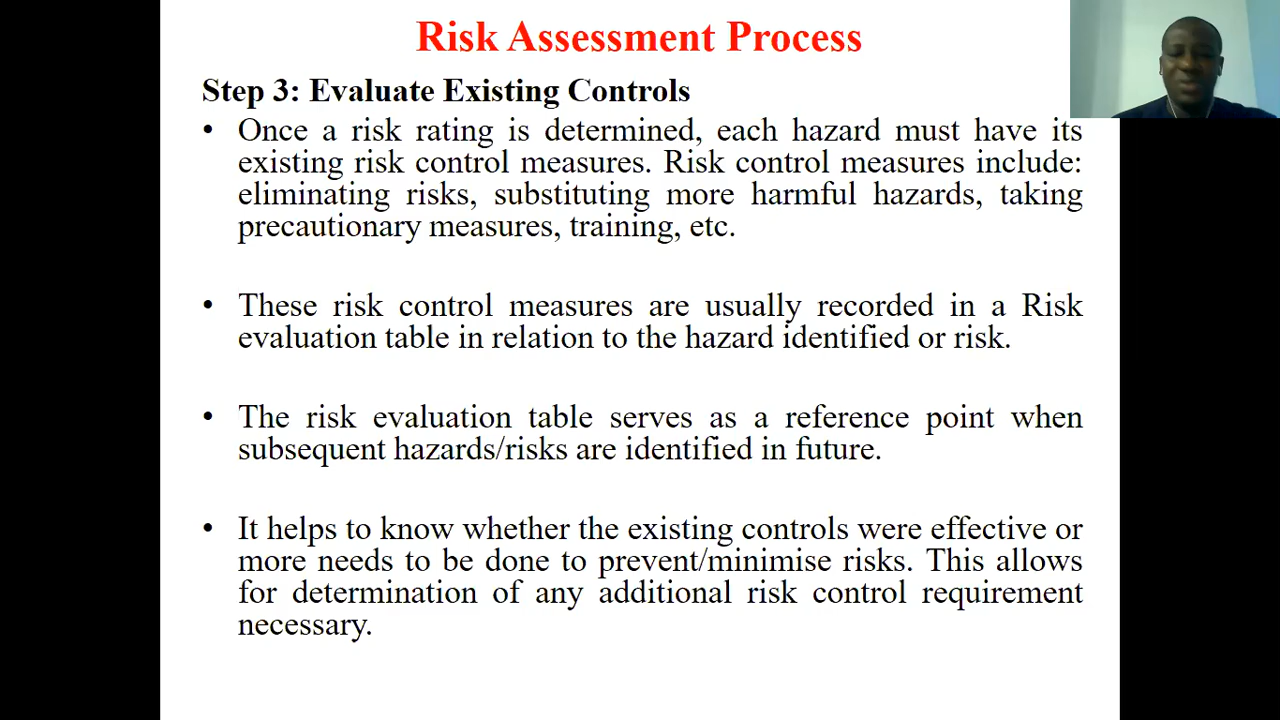 Risk Assessment Process
Step 3: Evaluate Existing Controls
• Once a risk rating is determined, each hazard must have its
existing risk control measures. Risk control measures include:
eliminating risks, substituting more harmful hazards, taking
precautionary measures, training, etc.
• These risk control measures are usually recorded in a Risk
evaluation table in relation to the hazard identified or risk.
• The risk evaluation table serves as a reference point when
subsequent hazards/risks are identified in future.
• It helps to know whether the existing controls were effective or
more needs to be done to prevent/minimise risks. This allows
for determination of any additional risk control requirement
necessary.